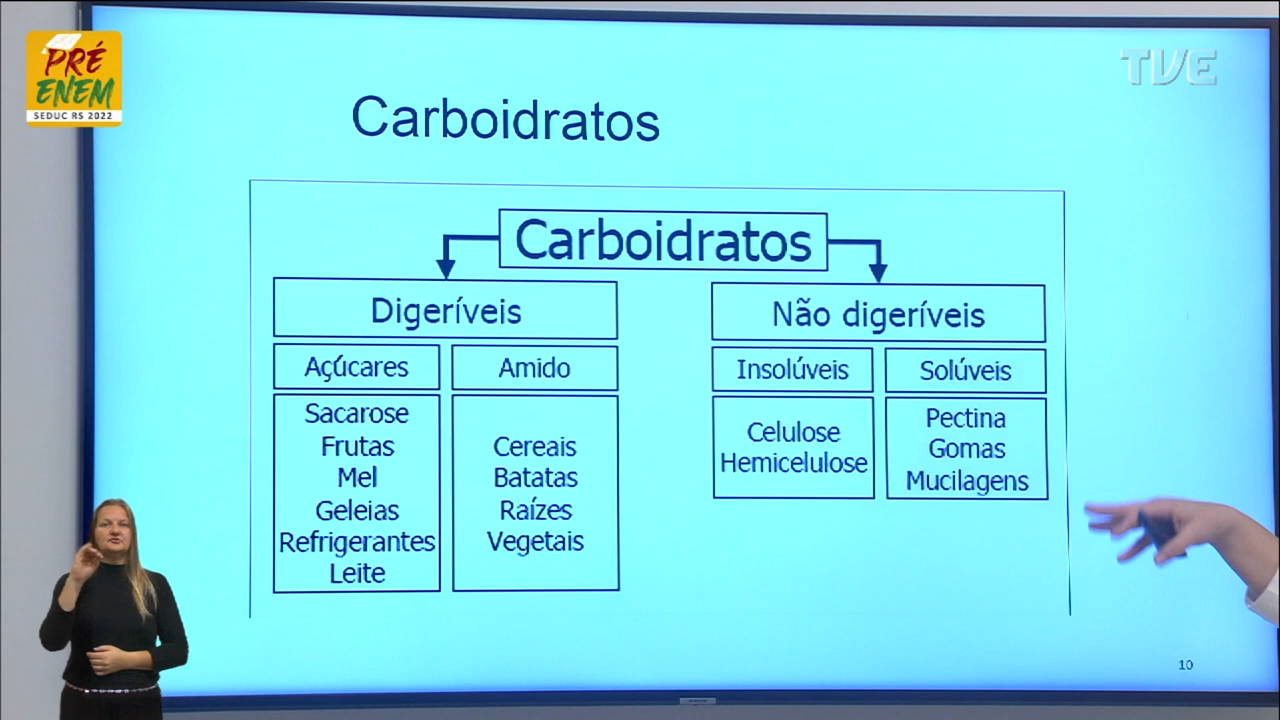 PRÉ
ENEM
SEDUC RS 2022
TVE
Carboidratos
Carboidratos
Digeríveis
Não digeríveis
Açúcares
Amido
Insolúveis
Solúveis
Sacarose
Frutas
Mel
Geleias
Refrigerantes
Leite
Cereais
Batatas
Raízes
Vegetais
Celulose
Hemicelulose
Pectina
Gomas
Mucilagens
10